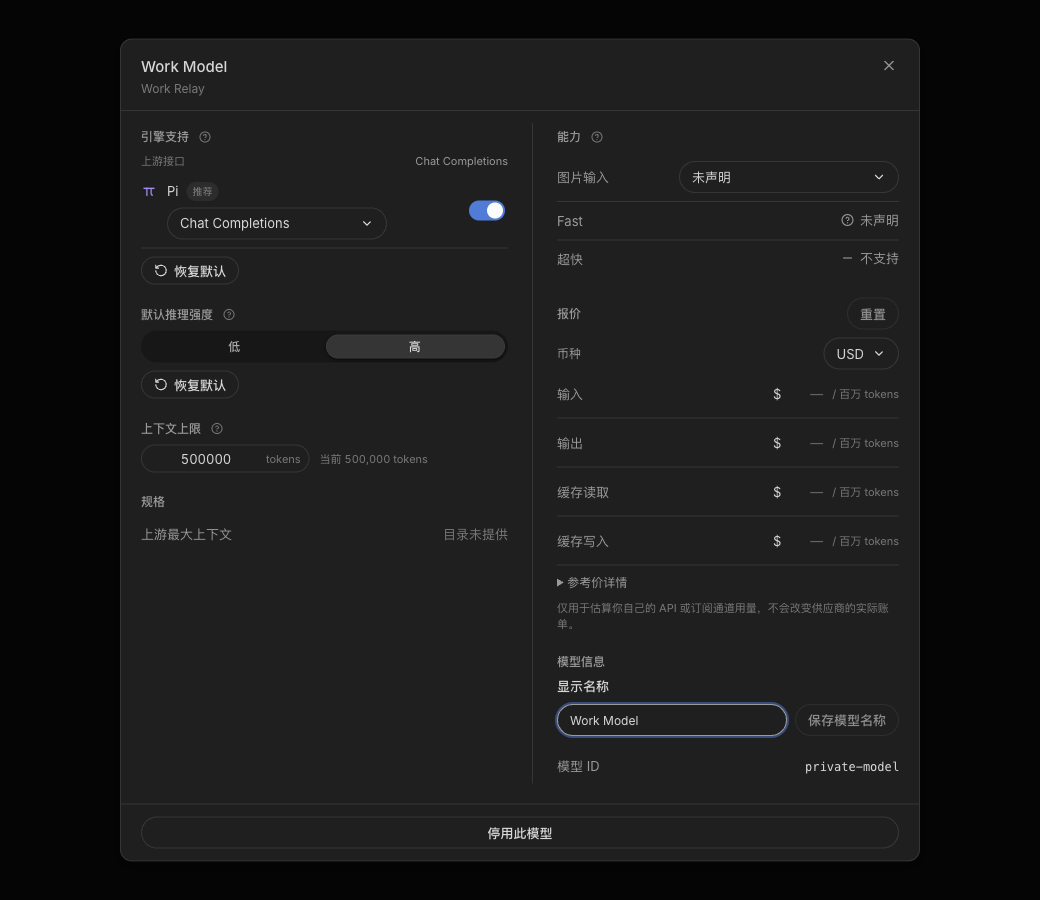 Work Model
Work Relay
引擎支持
上游接口 Chat Completions
Pi 推荐
Chat Completions
恢复默认
默认推理强度
低 高
恢复默认
上下文上限
500000 tokens 当前 500,000 tokens
规格
上游最大上下文 目录未提供
能力
图片输入 未声明
Fast 未声明
超快 — 不支持
报价 重置
币种 USD
输入 $ — / 百万 tokens
输出 $ — / 百万 tokens
缓存读取 $ — / 百万 tokens
缓存写入 $ — / 百万 tokens
参考价详情
仅用于估算你自己的 API 或订阅通道用量，不会改变供应商的实际账
单。
模型信息
显示名称
Work Model 保存模型名称
模型 ID private-model
停用此模型